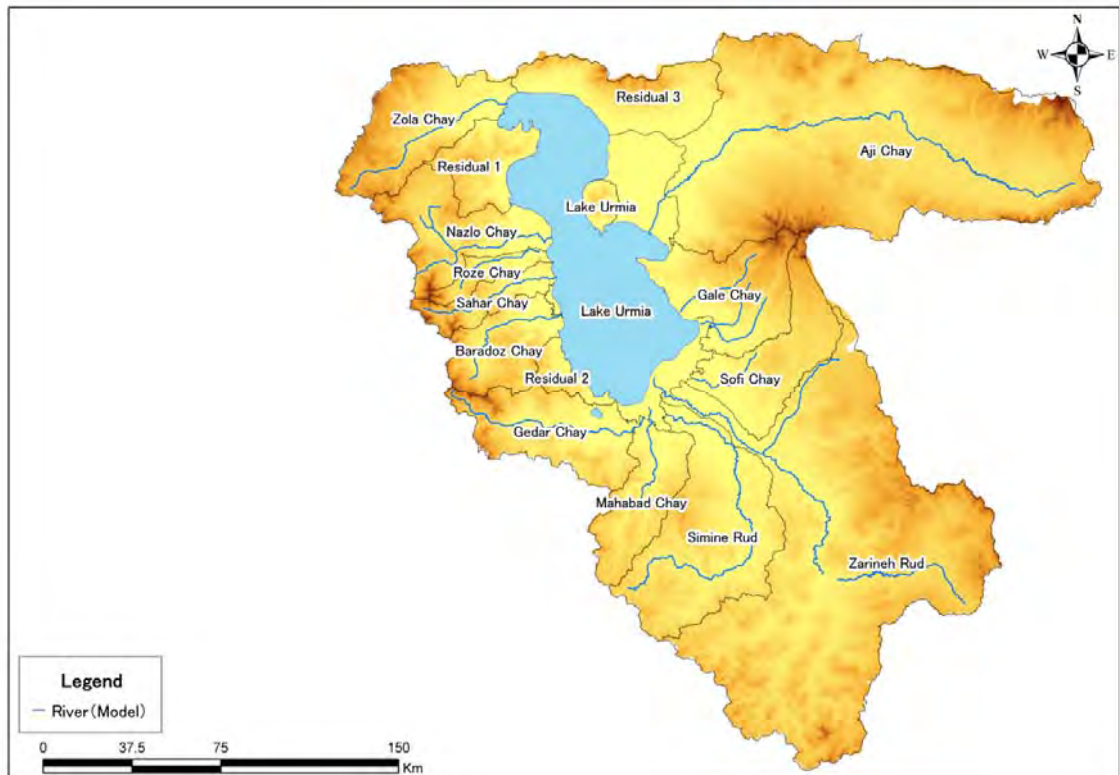 N
W
E
S
Residual 3
Zola Chay
Aji Chay
Residual 1
Lake Urmia
Nazlo Chay
Roze Chay
Gale Chay
Sahar Chay
Lake Urmia
Baradoz Chay
Residual 2
Sofi Chay
Gedar Chay
Mahabad Chay
Simine Rud
Zarineh Rud
Legend
River(Model)
0 37.5 75 150
Km